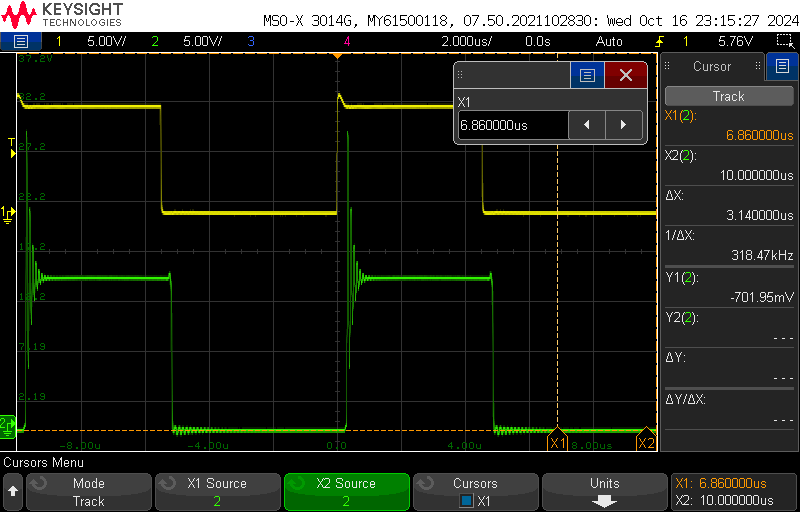 KEYSIGHT
TECHNOLOGIES
MSO-X 3014G, MY61500118, 07.50.2021102830: Wed Oct 16 23:15:27 2024
1 5.00V/ 2 5.00V/ 3 4 2.000us/ 0.0s Auto 1 5.76V
37.2V
32.2
27.2
22.2
12.2
7.19
2.19
T
1
2
-8.00u -4.00u 0.0 4.00u 8.00us
X1 X2
X1
6.860000us
Cursor
Track
X1(2):
6.860000us
X2(2):
10.000000us
ΔX:
3.140000us
1/ΔX:
318.47kHz
Y1(2):
-701.95mV
Y2(2):
- - -
ΔY:
- - -
ΔY/ΔX:
- - -
Cursors Menu
Mode
Track
X1 Source
2
X2 Source
2
Cursors
X1
Units
X1: 6.860000us
X2: 10.000000us